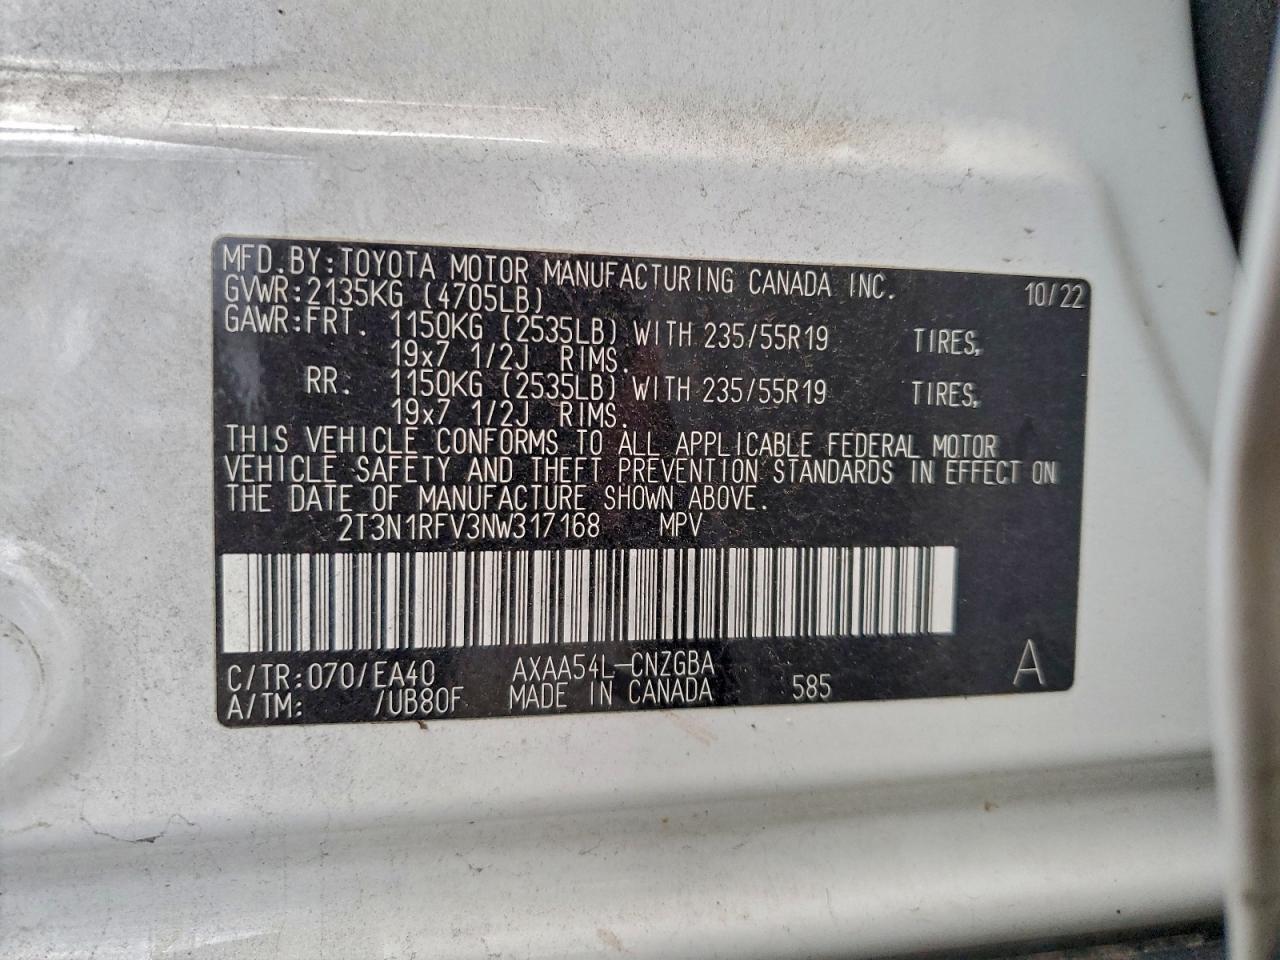 MFD.BY:TOYOTA MOTOR MANUFACTURING CANADA INC. 10/22
GVWR:2135KG (4705LB)
GAWR:FRT. 1150KG (2535LB) WITH 235/55R19 TIRES,
19x7 1/2J RIMS.
RR. 1150KG (2535LB) WITH 235/55R19 TIRES,
19x7 1/2J RIMS.
THIS VEHICLE CONFORMS TO ALL APPLICABLE FEDERAL MOTOR
VEHICLE SAFETY AND THEFT PREVENTION STANDARDS IN EFFECT ON
THE DATE OF MANUFACTURE SHOWN ABOVE.
2T3N1RFV3NW317168 MPV
C/TR:070/EA40 AXAA54L-CNZGBA A
A/TM: /UB80F MADE IN CANADA 585